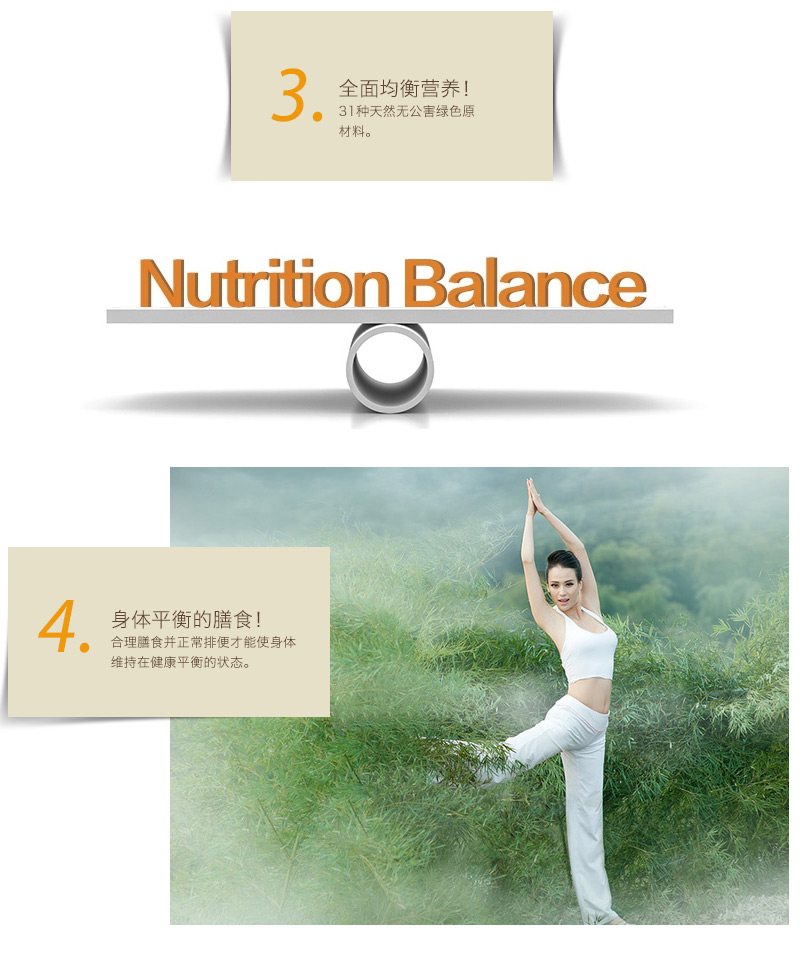 3.
全面均衡营养！
31种天然无公害绿色原
材料。
Nutrition Balance
4.
身体平衡的膳食！
合理膳食并正常排便才能使身体
维持在健康平衡的状态。